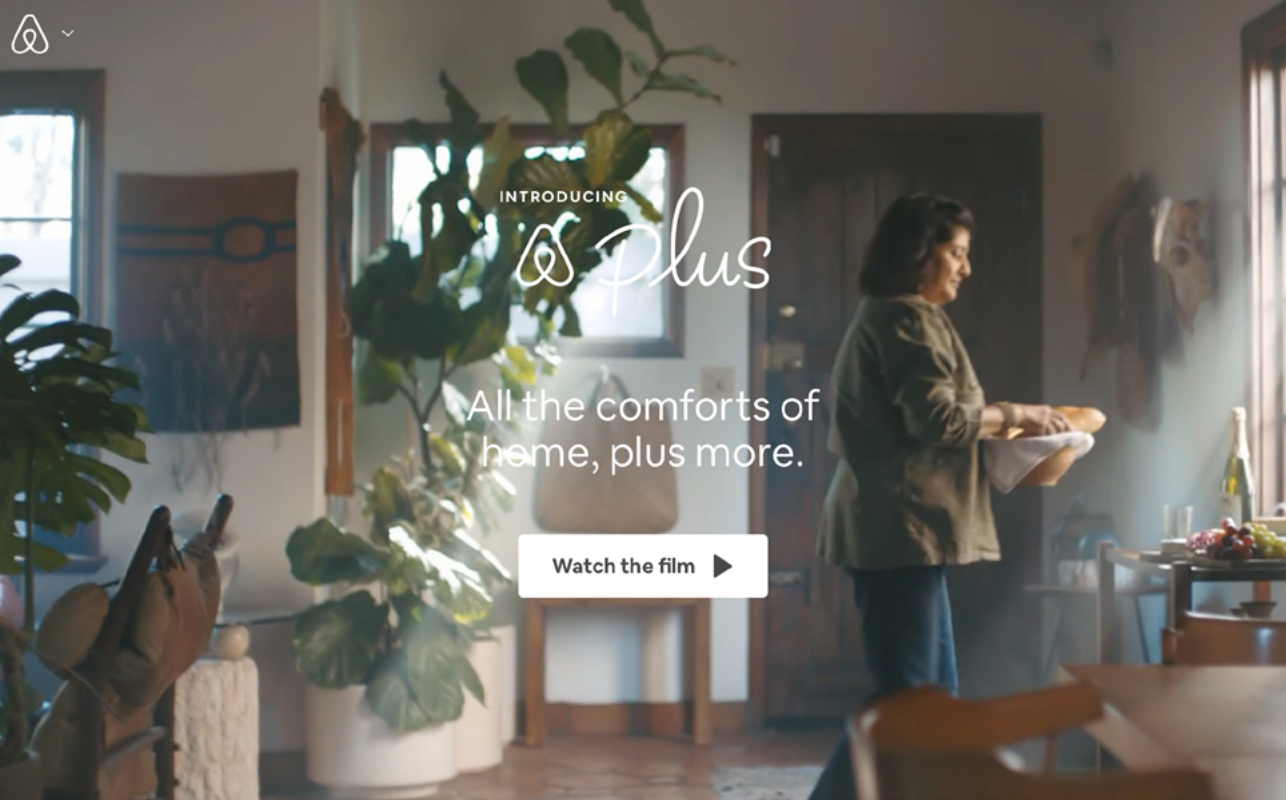 INTRODUCING
plus
All the comforts of
home, plus more.
Watch the film